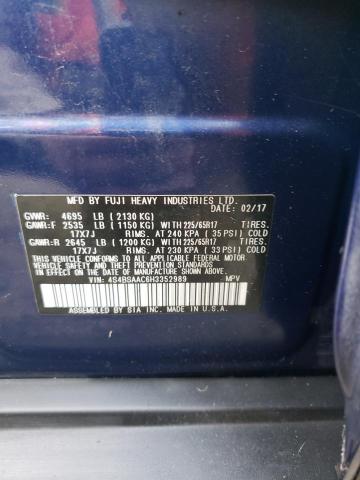 MFD BY FUJI HEAVY INDUSTRIES LTD.
DATE: 02/17
GVWR: 4695 LB (2130 KG)
GAWR:F 2535 LB (1150 KG) WITH 225/65R17 TIRES.
17X7J RIMS. AT 240 KPA (35 PSI) COLD
GAWR:R 2645 LB (1200 KG) WITH 225/65R17 TIRES.
17X7J RIMS. AT 230 KPA (33 PSI) COLD
THIS VEHICLE CONFORMS TO ALL APPLICABLE FEDERAL MOTOR
VEHICLE SAFETY AND THEFT PREVENTION STANDARDS IN
EFFECT ON THE DATE OF MANUFACTURE SHOWN ABOVE.
VIN: 4S4BSAAC6H3352989 MPV
ASSEMBLED BY SIA INC. MADE IN U.S.A.